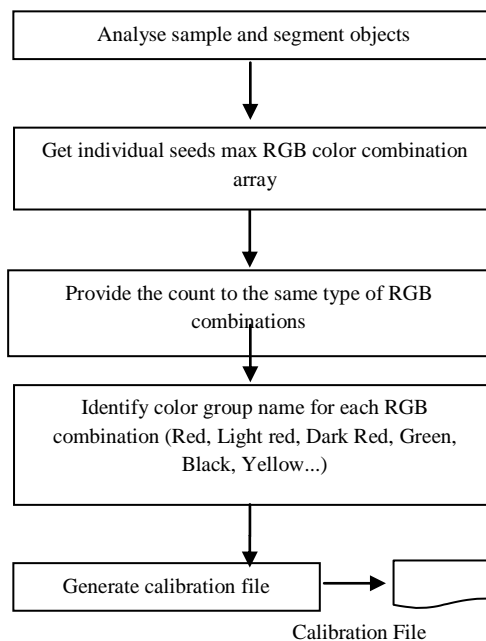 Analyse sample and segment objects
Get individual seeds max RGB color combination
array
Provide the count to the same type of RGB
combinations
Identify color group name for each RGB
combination (Red, Light red, Dark Red, Green,
Black, Yellow...)
Generate calibration file
Calibration File